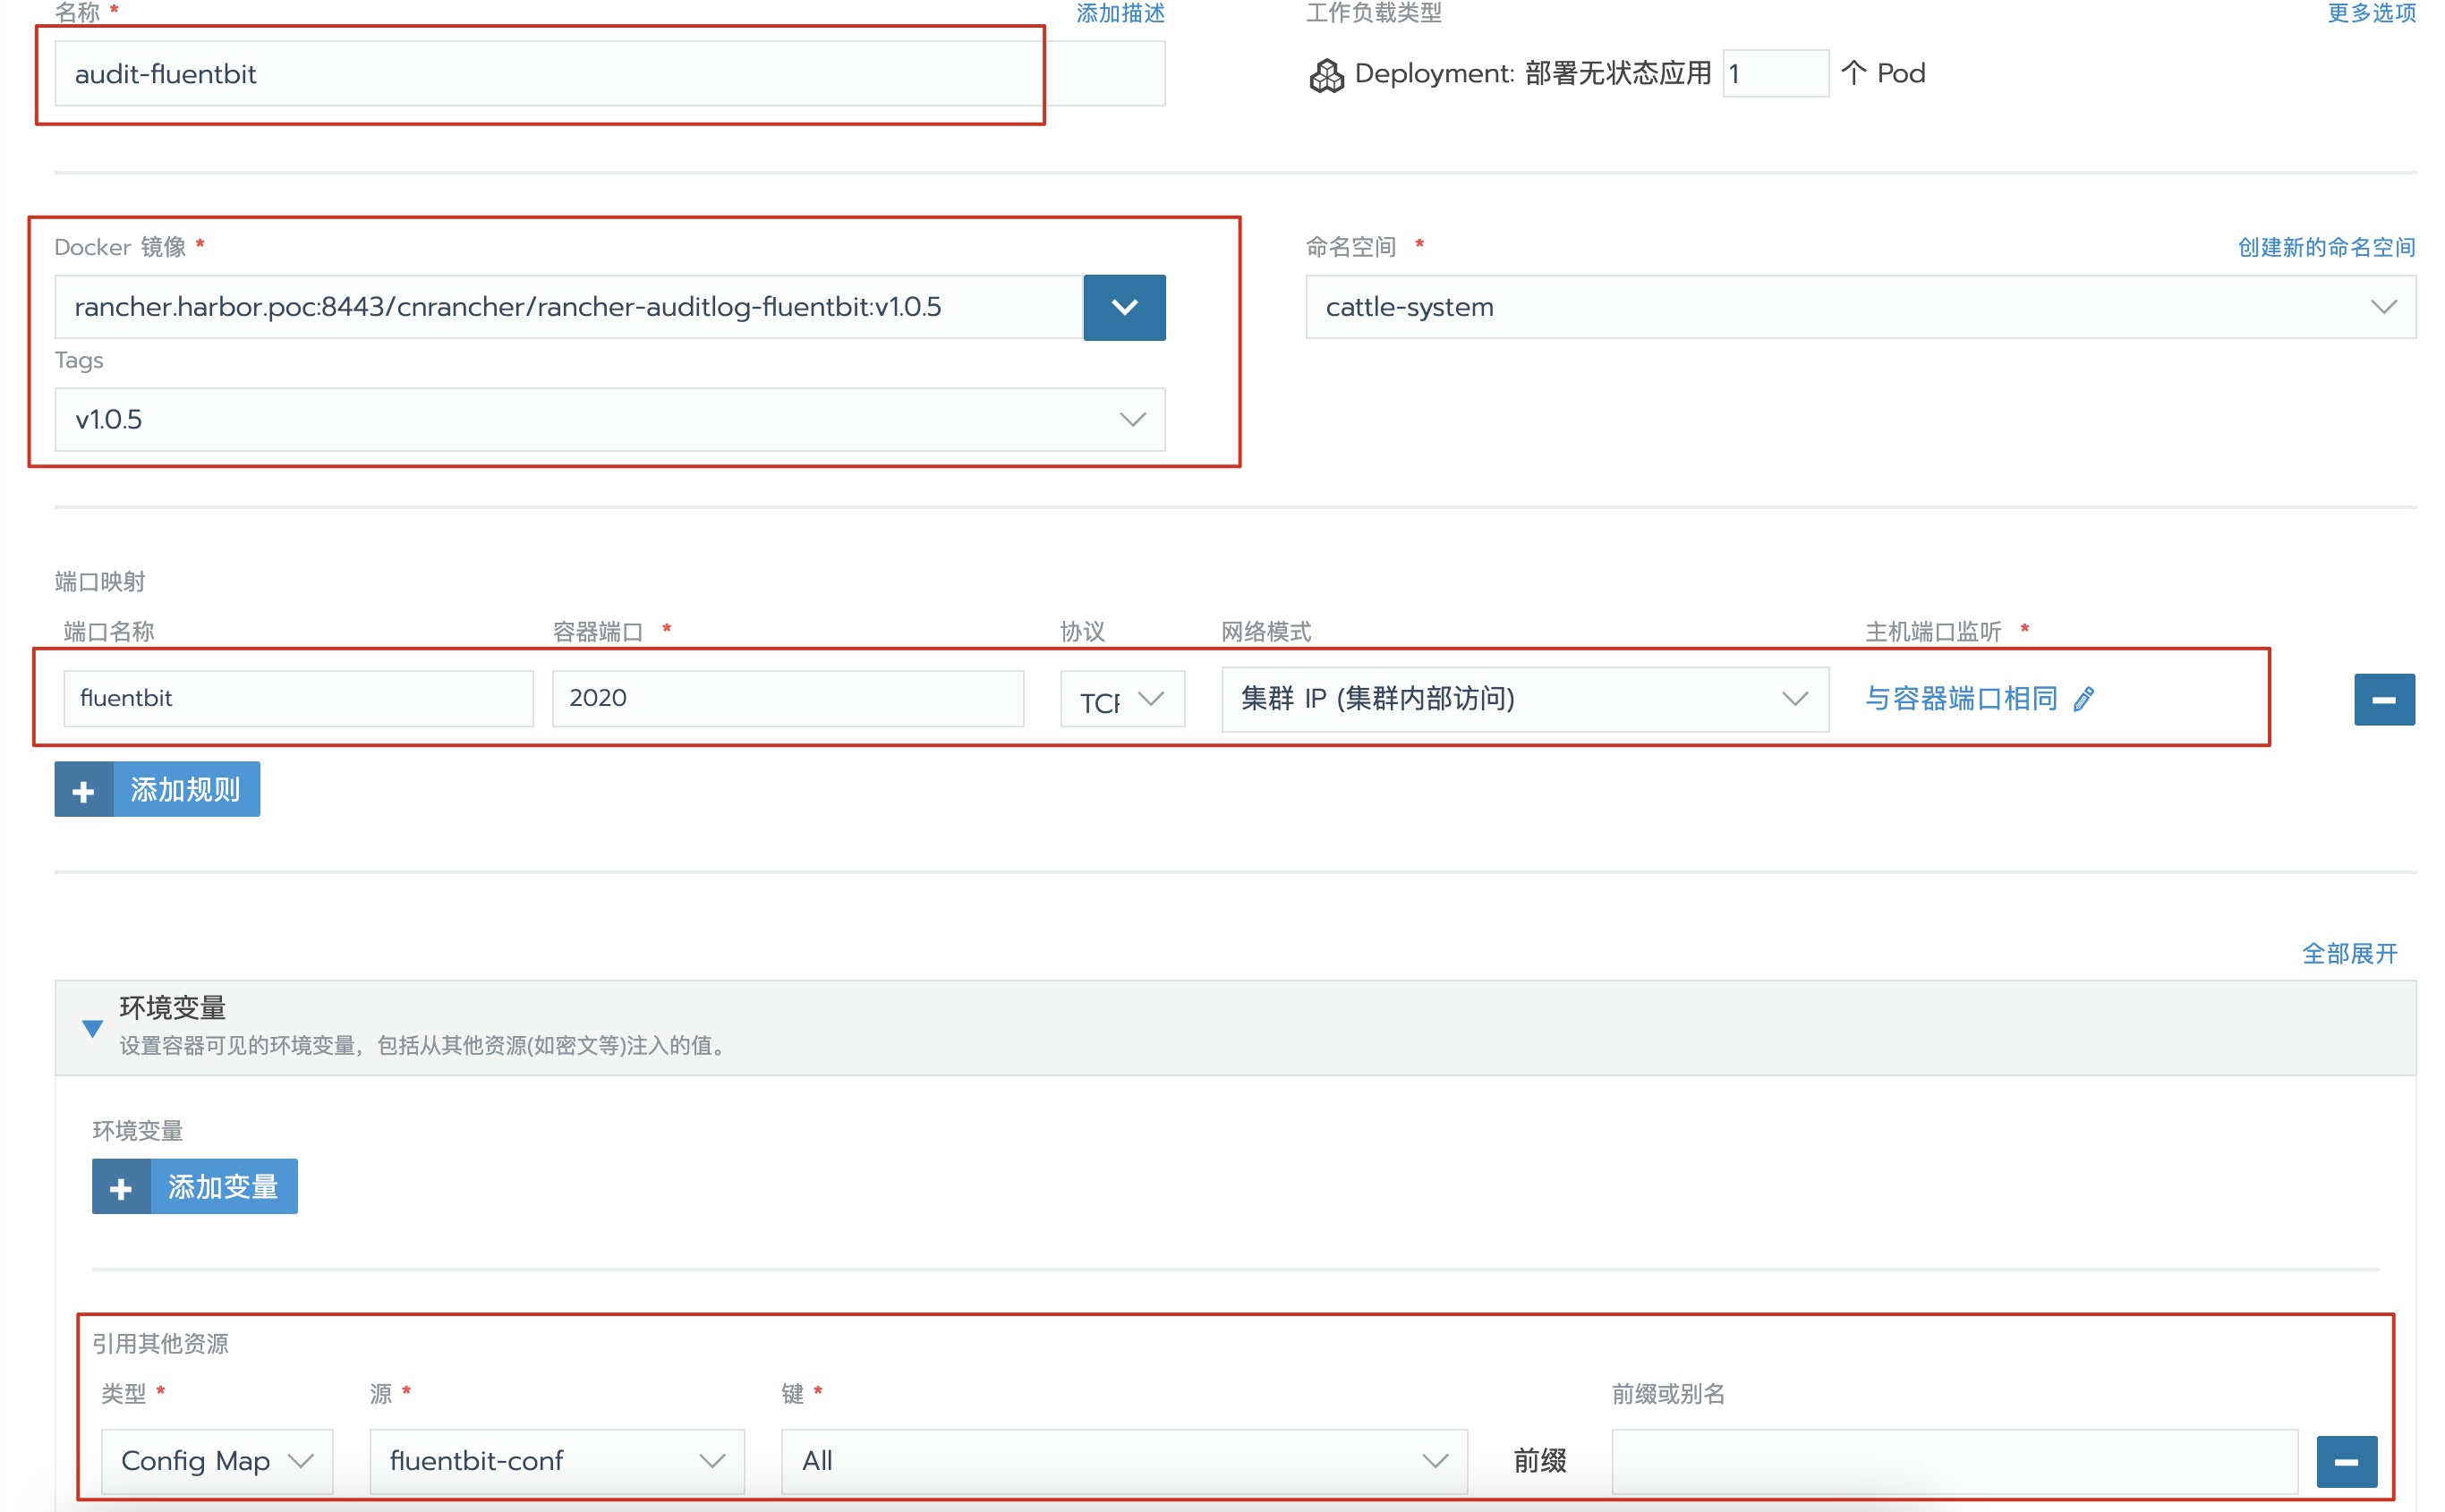 名称 * 添加描述 工作负载类型 更多选项
audit-fluentbit Deployment: 部署无状态应用 1 个 Pod
Docker 镜像 * 命名空间 * 创建新的命名空间
rancher.harbor.poc:8443/cnrancher/rancher-auditlog-fluentbit:v1.0.5 cattle-system
Tags
v1.0.5
端口映射
端口名称 容器端口 * 协议 网络模式 主机端口监听 *
fluentbit 2020 TCP 集群 IP (集群内部访问) 与容器端口相同
+ 添加规则
全部展开
环境变量
设置容器可见的环境变量，包括从其他资源(如密文等)注入的值。
环境变量
+ 添加变量
引用其他资源
类型 * 源 * 键 * 前缀或别名
Config Map fluentbit-conf All 前缀